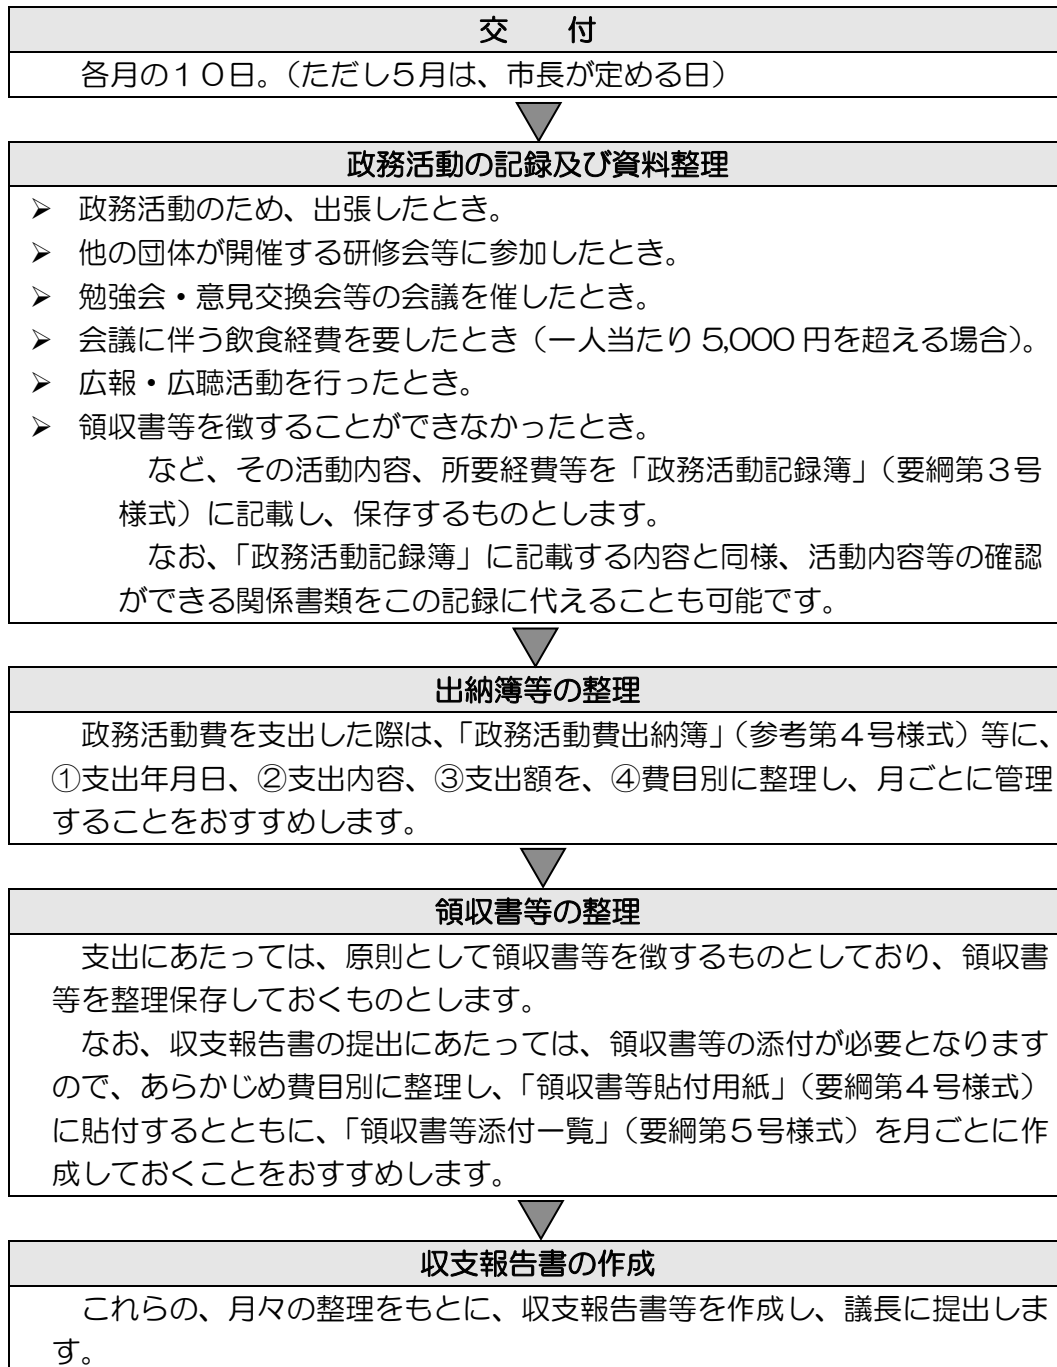 交　　付
各月の１０日。（ただし５月は、市長が定める日）
政務活動の記録及び資料整理
➢ 政務活動のため、出張したとき。
➢ 他の団体が開催する研修会等に参加したとき。
➢ 勉強会・意見交換会等の会議を催したとき。
➢ 会議に伴う飲食経費を要したとき（一人当たり 5,000 円を超える場合）。
➢ 広報・広聴活動を行ったとき。
➢ 領収書等を徴することができなかったとき。
など、その活動内容、所要経費等を「政務活動記録簿」（要綱第３号
様式）に記載し、保存するものとします。
なお、「政務活動記録簿」に記載する内容と同様、活動内容等の確認
ができる関係書類をこの記録に代えることも可能です。
出納簿等の整理
政務活動費を支出した際は、「政務活動費出納簿」（参考第４号様式）等に、
①支出年月日、②支出内容、③支出額を、④費目別に整理し、月ごとに管理
することをおすすめします。
領収書等の整理
支出にあたっては、原則として領収書等を徴するものとしており、領収書
等を整理保存しておくものとします。
なお、収支報告書の提出にあたっては、領収書等の添付が必要となります
ので、あらかじめ費目別に整理し、「領収書等貼付用紙」（要綱第４号様式）
に貼付するとともに、「領収書等添付一覧」（要綱第５号様式）を月ごとに作
成しておくことをおすすめします。
収支報告書の作成
これらの、月々の整理をもとに、収支報告書等を作成し、議長に提出しま
す。